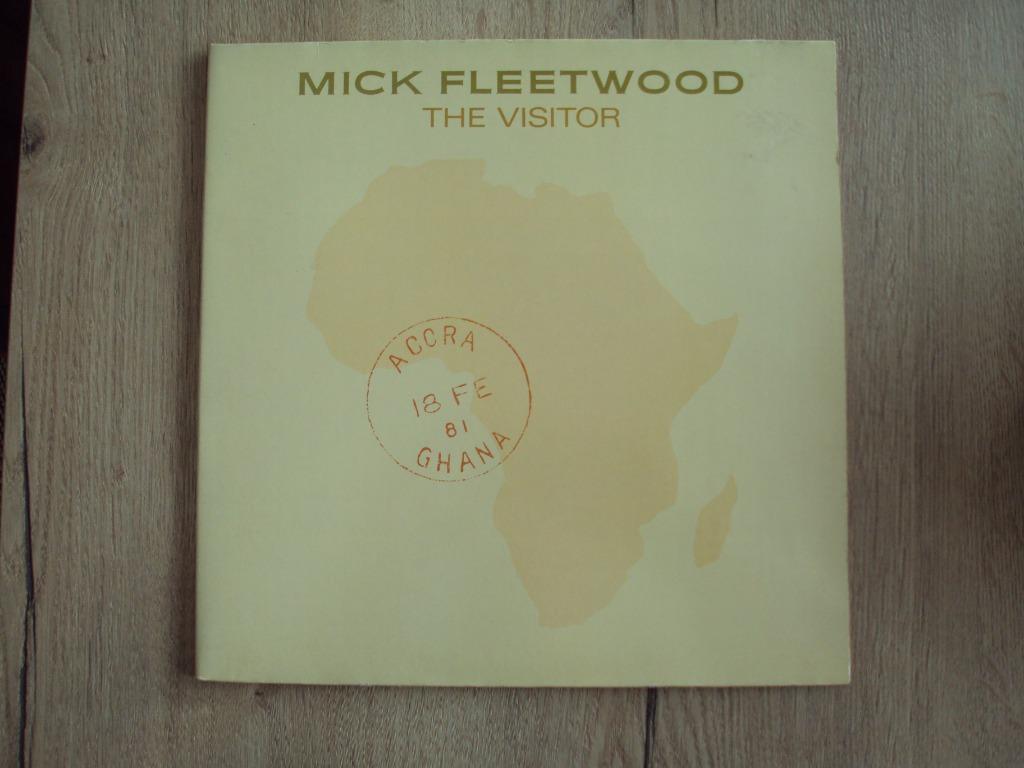 MICK FLEETWOOD
THE VISITOR
ACCRA
18 FE
81
GHANA